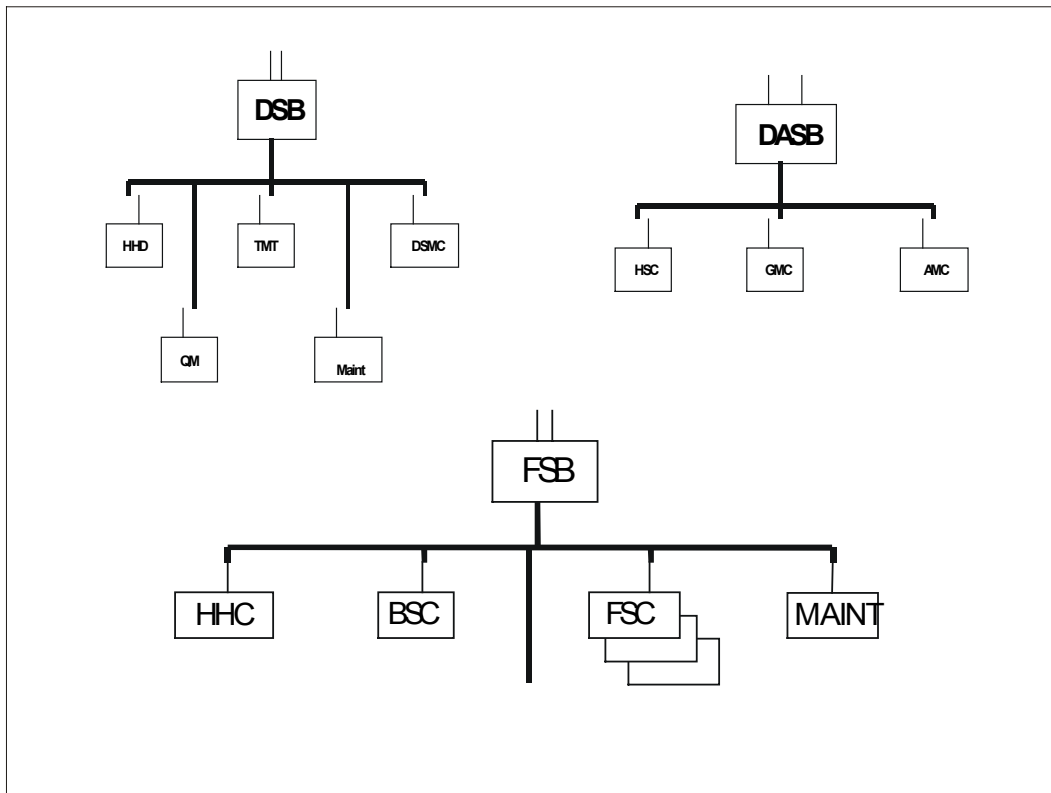 DSB
DASB
HHD
TMT
DSMC
HSC
GMC
AMC
QM
Maint
FSB
HHC
BSC
FSC
MAINT